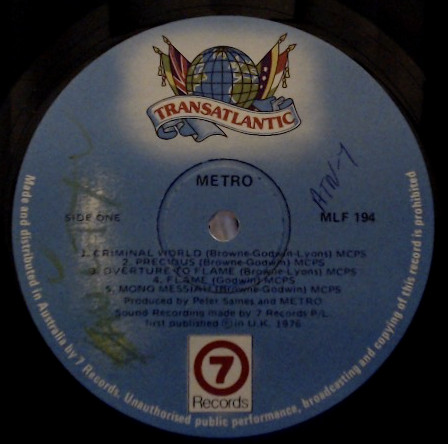 TRANSATLANTIC
METRO
ATN-7
SIDE ONE
MLF 194
1. CRIMINAL WORLD (Browne-Godwin-Lyons) MCPS
2. PRECIOUS (Browne-Godwin) MCPS
3. OVERTURE TO FLAME (Browne-Lyons) MCPS
4. FLAME (Godwin) MCPS
5. MONO MESSIAH (Browne-Godwin) MCPS
Produced by Peter Sames and METRO
Sound Recording made by 7 Records P/L.
first published Ⓟ in U.K. 1976
7
Records
Made and distributed in Australia by 7 Records. Unauthorised public performance, broadcasting and copying of this record is prohibited